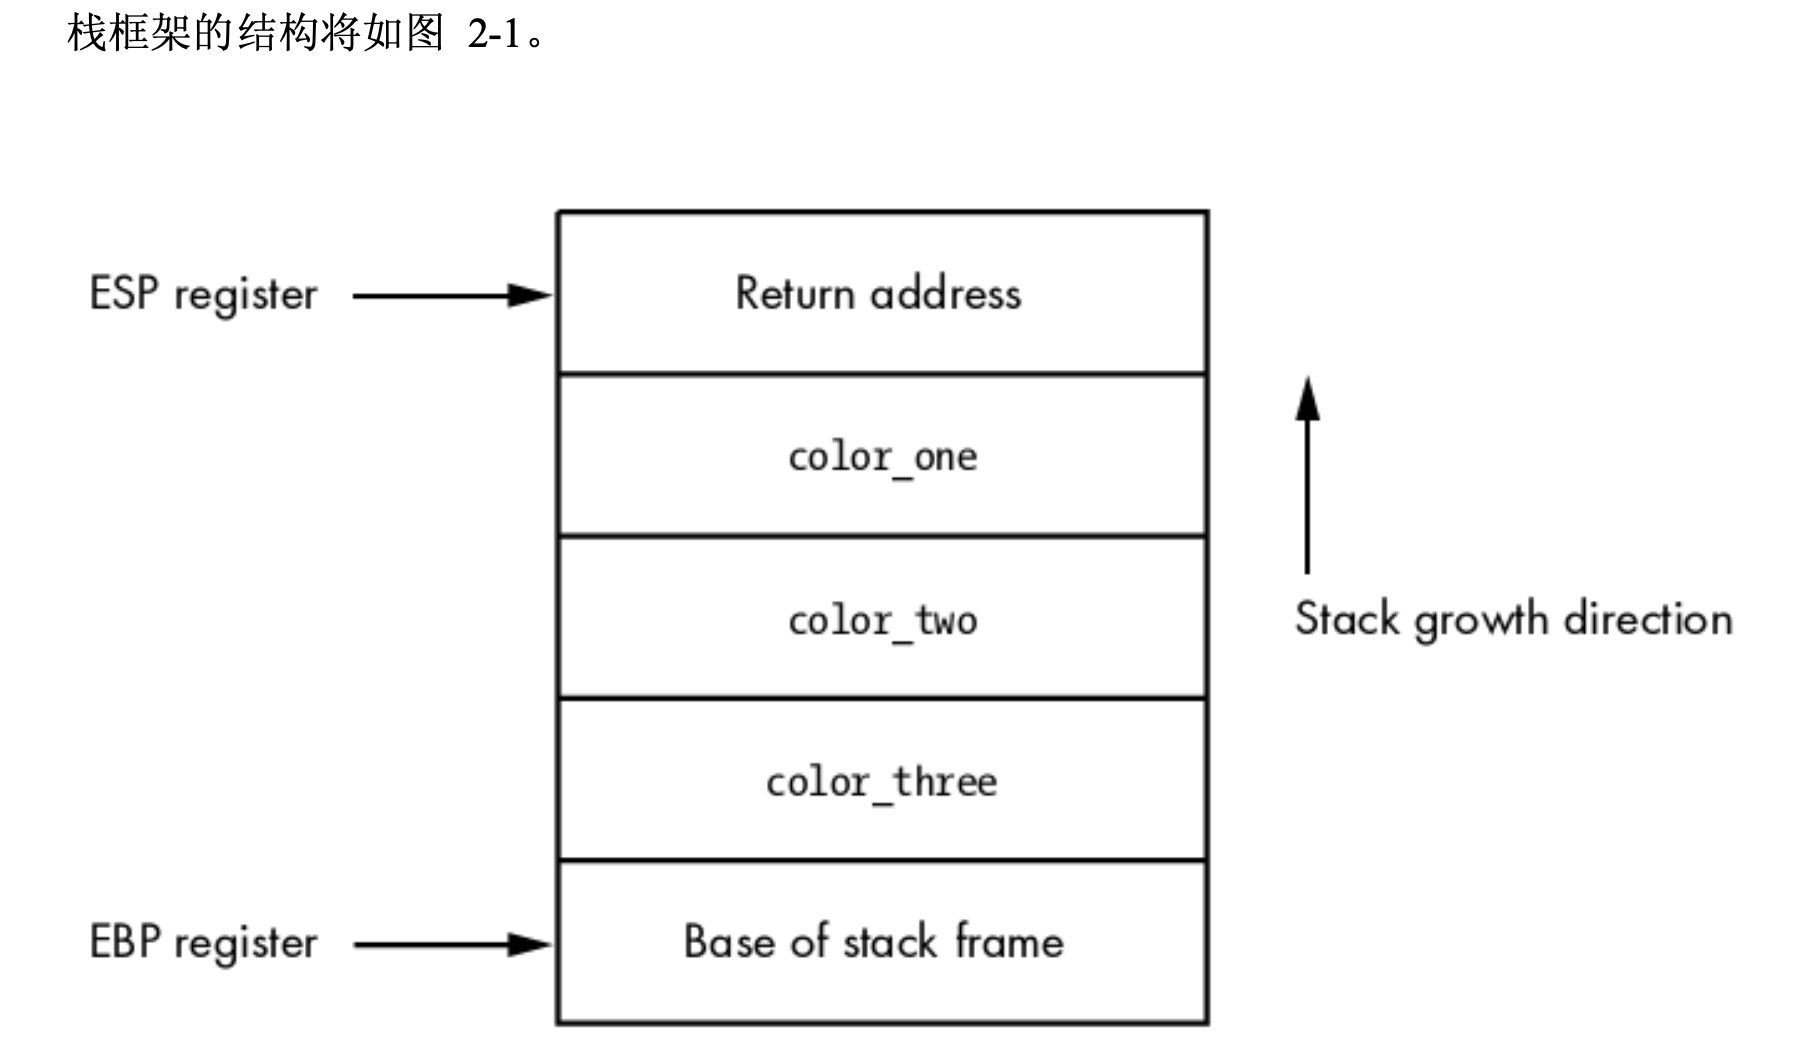 栈框架的结构将如图 2-1。
ESP register
Return address
color_one
color_two
Stack growth direction
color_three
EBP register
Base of stack frame